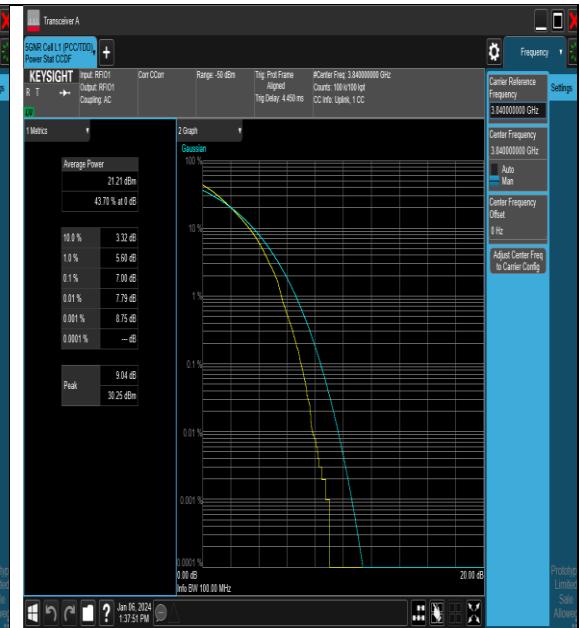 Transceiver A
5GNR Cell L1 (PCC/TDD),
Power Stat CCDF
+
Frequency
KEYSIGHT
R T
Input: RFIO1
Output: RFIO1
Coupling: AC
Corr CCorr
Range: -50 dBm
Trig: Prot Frame
Aligned
Trig Delay: 4.450 ms
#Center Freq: 3.840000000 GHz
Counts: 100 k/100 kpt
CC Info: Uplink, 1 CC
1 Metrics
Average Power
21.21 dBm
43.70 % at 0 dB
10.0 % 3.32 dB
1.0 % 5.60 dB
0.1 % 7.00 dB
0.01 % 7.79 dB
0.001 % 8.75 dB
0.0001 % --- dB
Peak
9.04 dB
30.25 dBm
2 Graph
Gaussian
100 %
10 %
1 %
0.1 %
0.01 %
0.001 %
0.0001 %
0.00 dB
20.00 dB
Info BW 100.00 MHz
Carrier Reference
Frequency
3.840000000 GHz
Center Frequency
3.840000000 GHz
Auto
Man
Center Frequency
Offset
0 Hz
Adjust Center Freq
to Carrier Config
Settings
?
Jan 06, 2024
1:37:51 PM
Limited
Sale